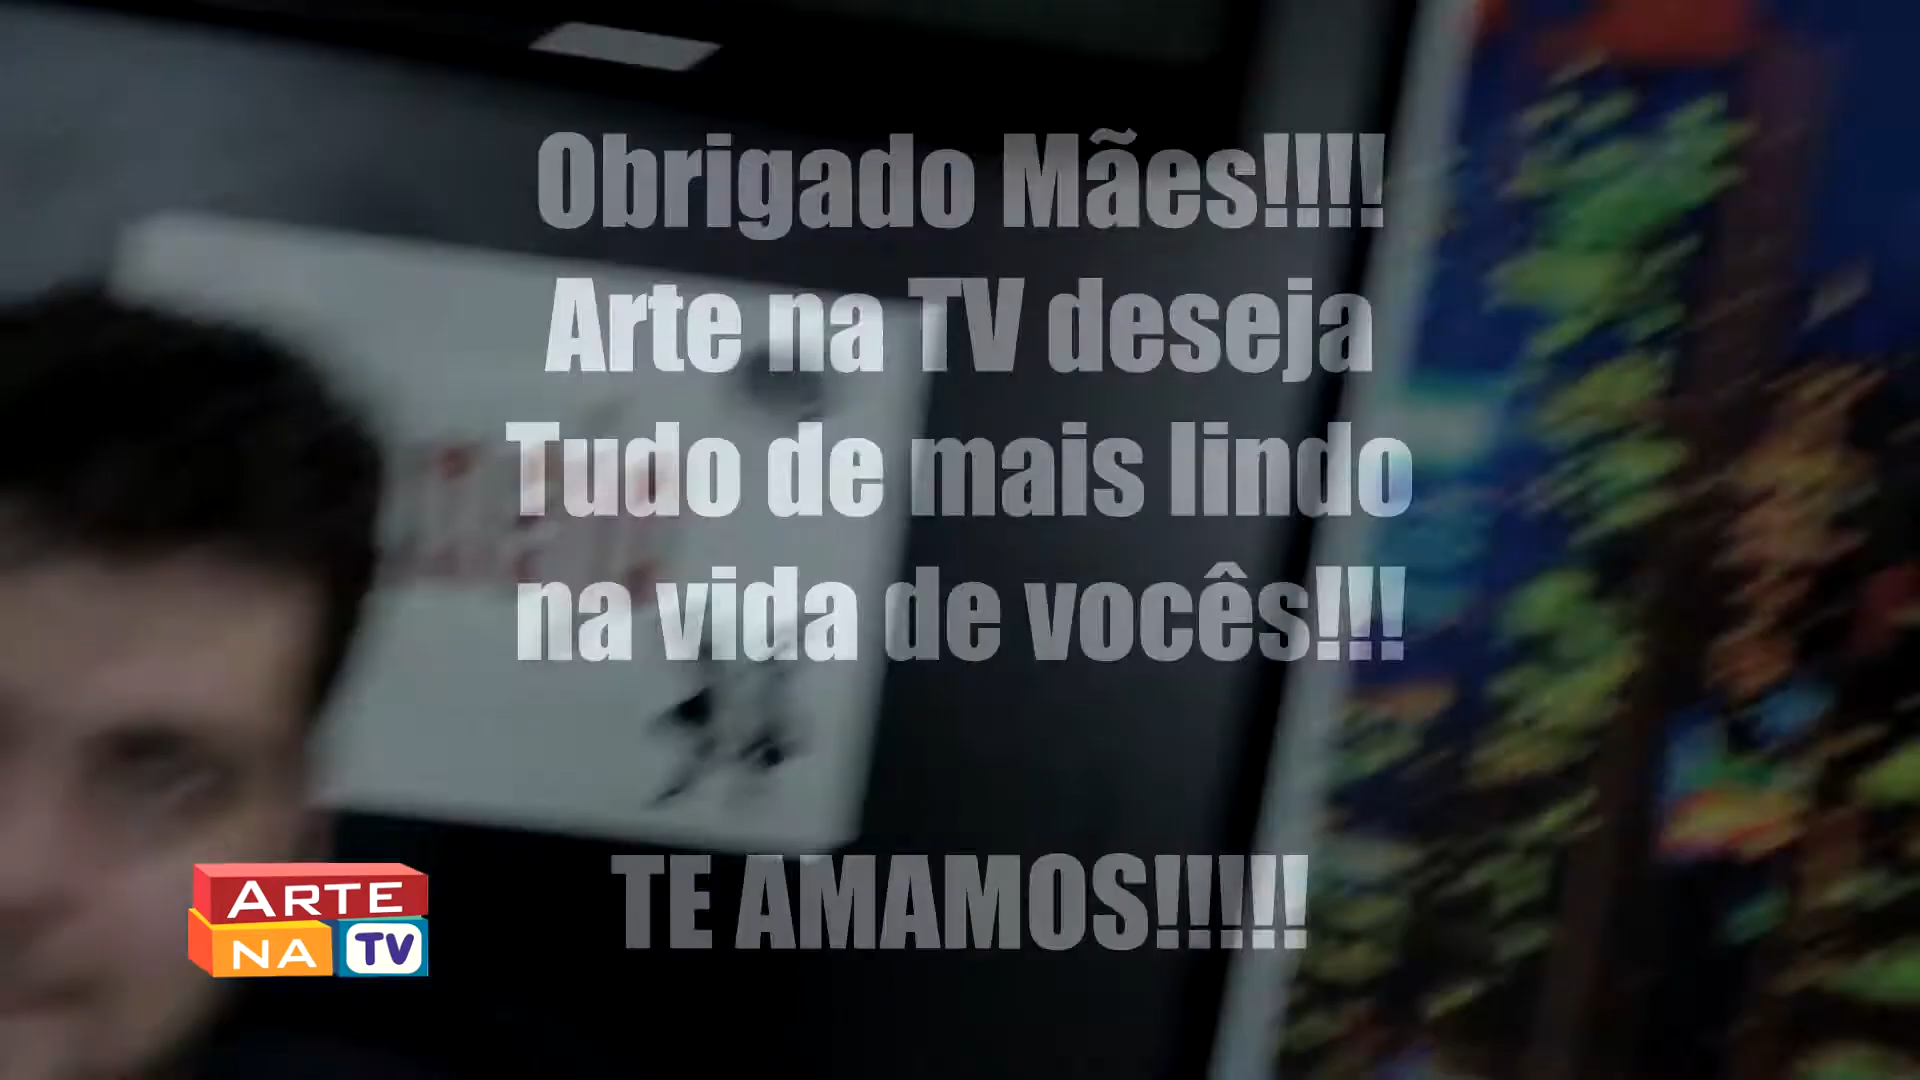 Obrigado Mães!!!!
Arte na TV deseja
Tudo de mais lindo
na vida de vocês!!!
TE AMAMOS!!!!!
ARTE
NA TV